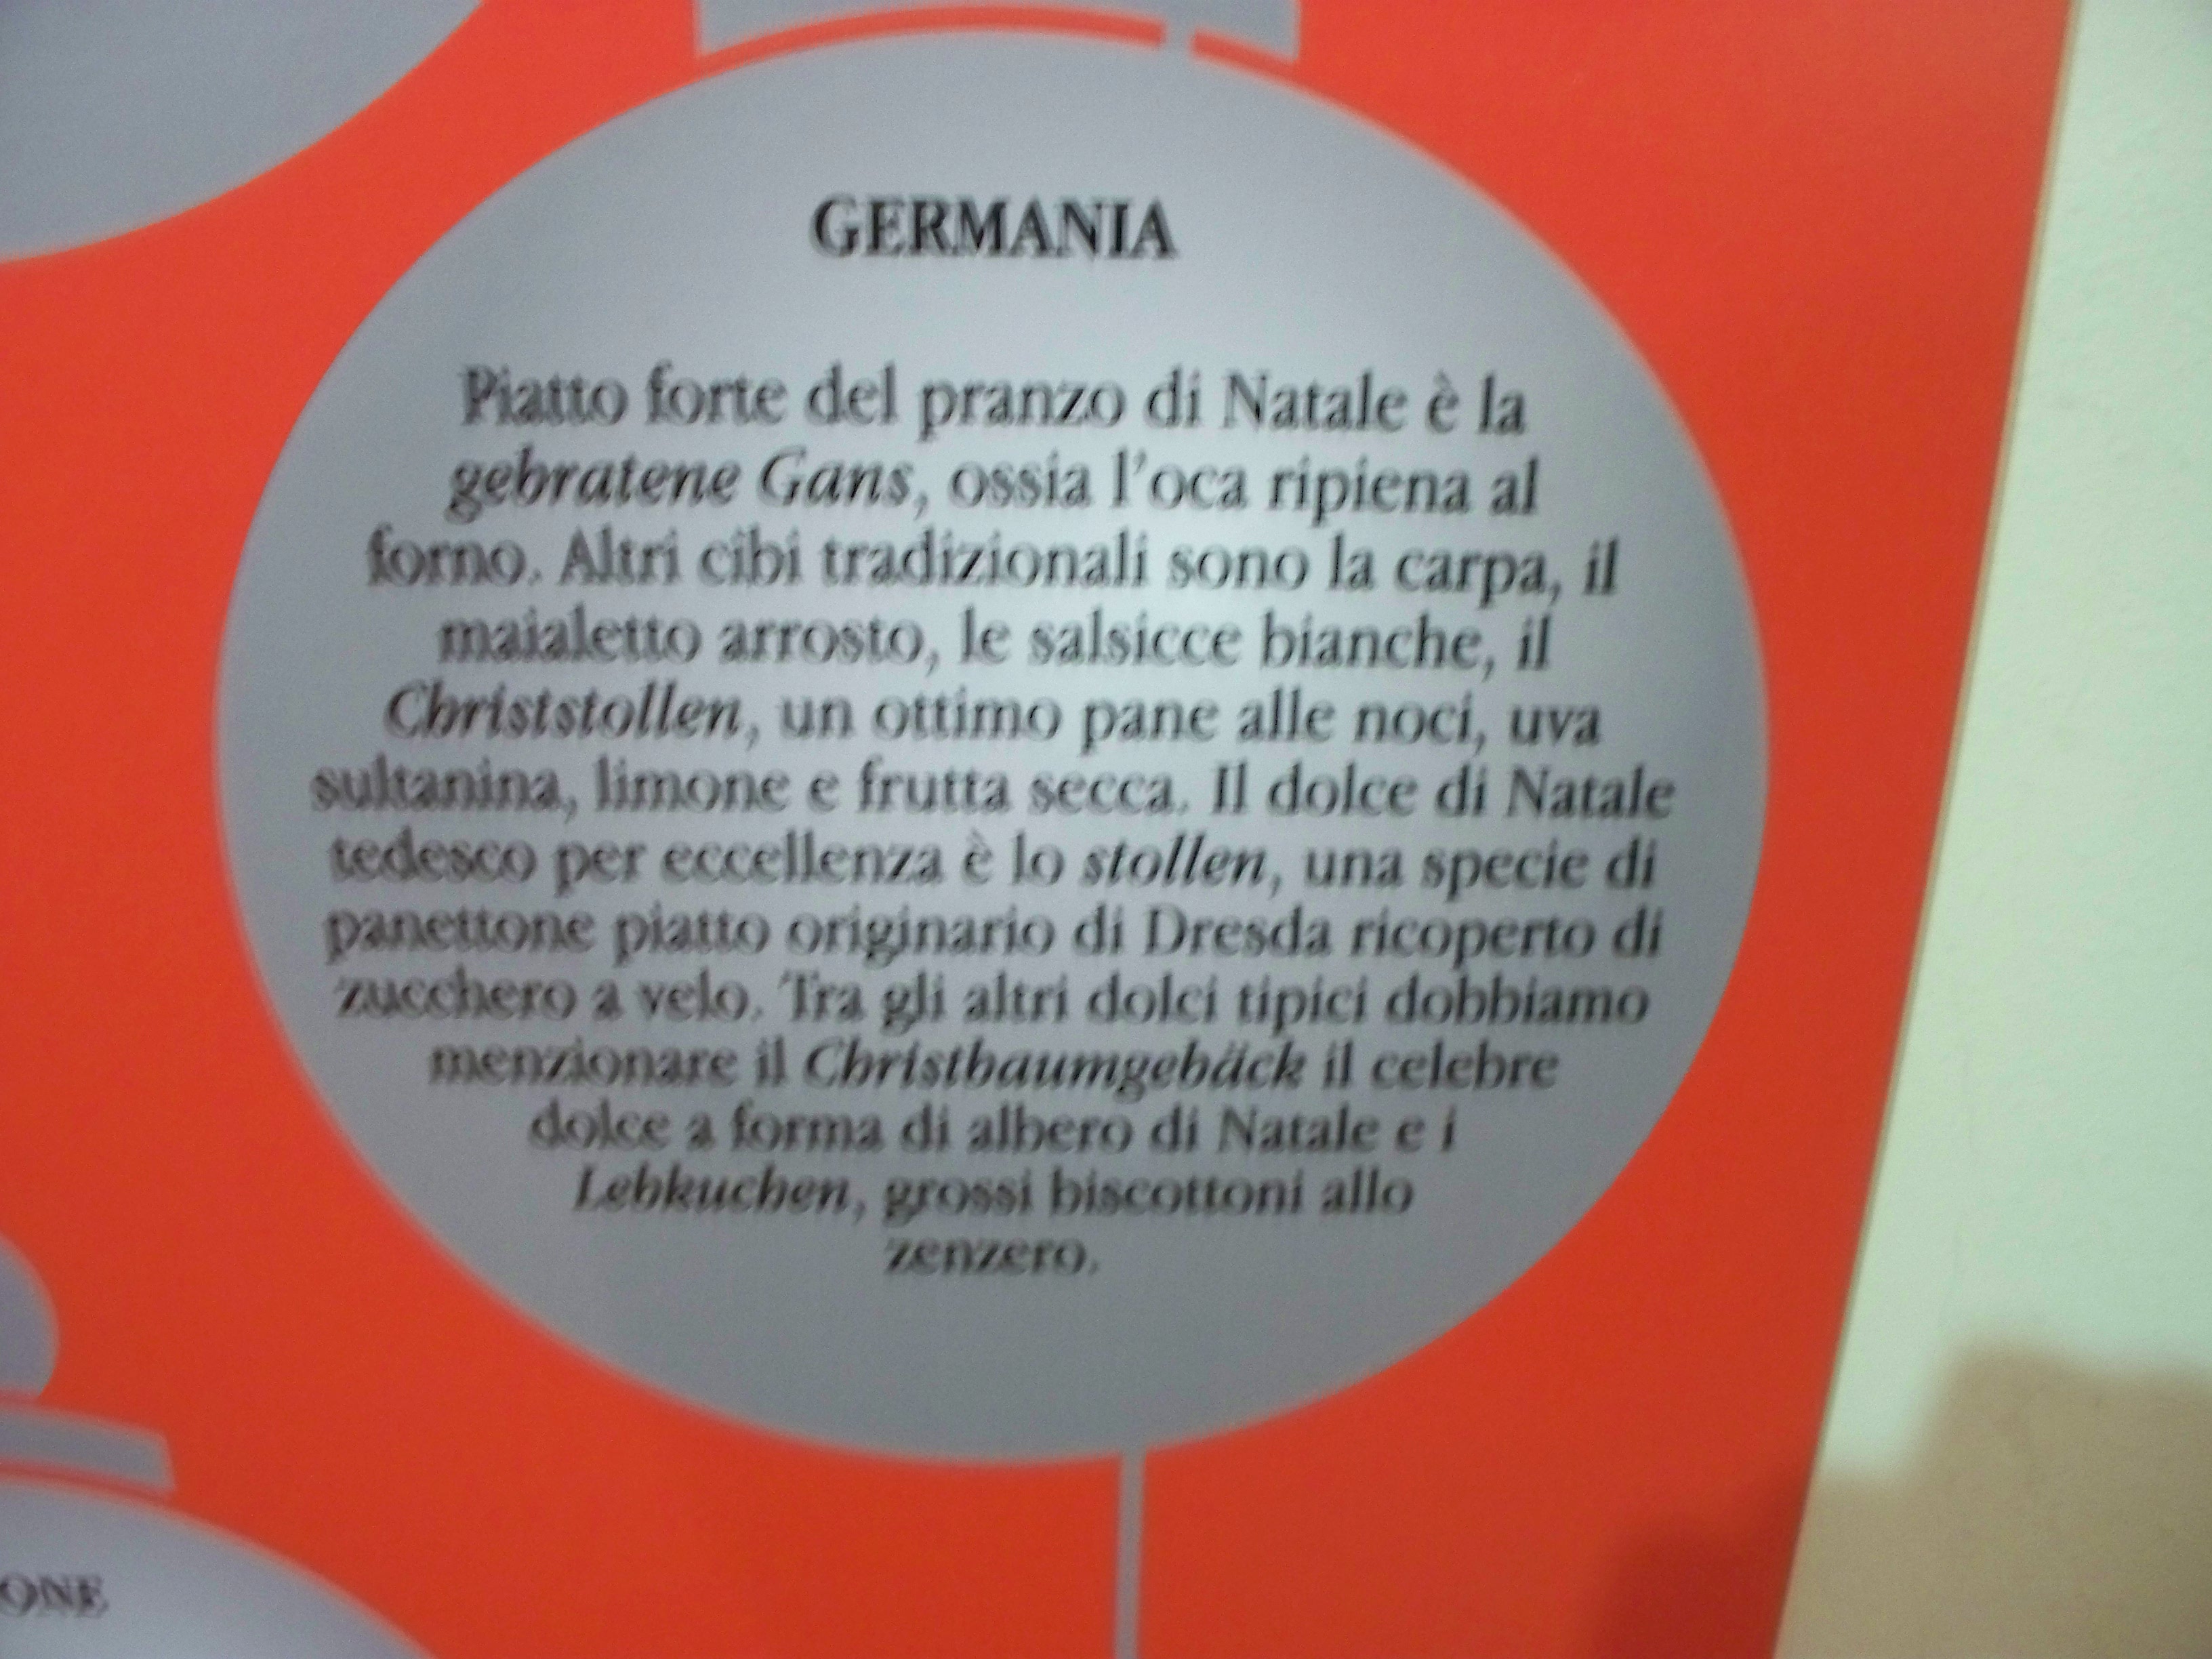 GERMANIA
Piatto forte del pranzo di Natale è la
gebratene Gans, ossia l'oca ripiena al
forno. Altri cibi tradizionali sono la carpa, il
maialetto arrosto, le salsicce bianche, il
Christstollen, un ottimo pane alle noci, uva
sultanina, limone e frutta secca. Il dolce di Natale
tedesco per eccellenza è lo stollen, una specie di
panettone piatto originario di Dresda ricoperto di
zucchero a velo. Tra gli altri dolci tipici dobbiamo
menzionare il Christbaumgebäck il celebre
dolce a forma di albero di Natale e i
Lebkuchen, grossi biscottoni allo
zenzero.
ONE